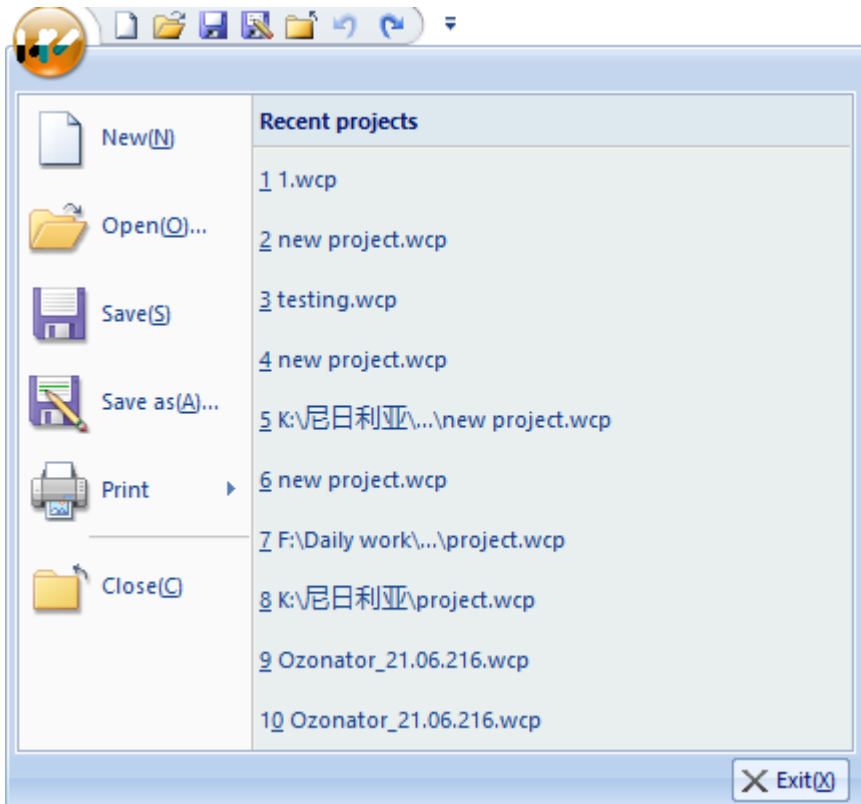 New(N)
Open(O)...
Save(S)
Save as(A)...
Print
Close(C)
Recent projects
1 1.wcp
2 new project.wcp
3 testing.wcp
4 new project.wcp
5 K:\尼日利亚\...\new project.wcp
6 new project.wcp
7 F:\Daily work\...\project.wcp
8 K:\尼日利亚\project.wcp
9 Ozonator_21.06.216.wcp
10 Ozonator_21.06.216.wcp
Exit(X)